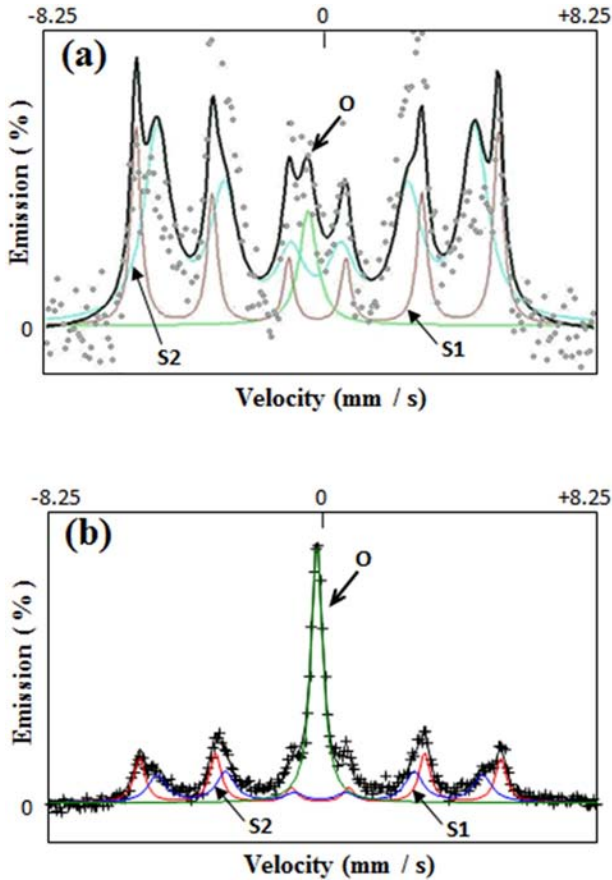 -8.25 0 +8.25
(a)
O
Emission ( % )
0
S2
S1
Velocity (mm / s)
-8.25 0 +8.25
(b)
O
Emission ( % )
0
S2
S1
Velocity (mm / s)